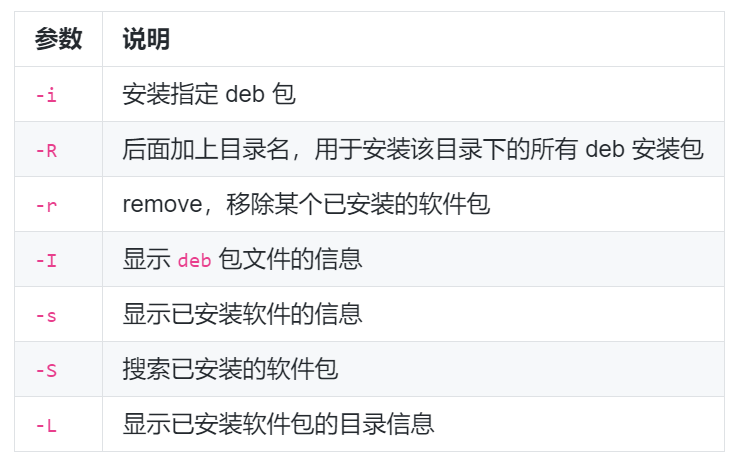 参数 说明
-i 安装指定 deb 包
-R 后面加上目录名，用于安装该目录下的所有 deb 安装包
-r remove，移除某个已安装的软件包
-I 显示 deb 包文件的信息
-s 显示已安装软件的信息
-S 搜索已安装的软件包
-L 显示已安装软件包的目录信息